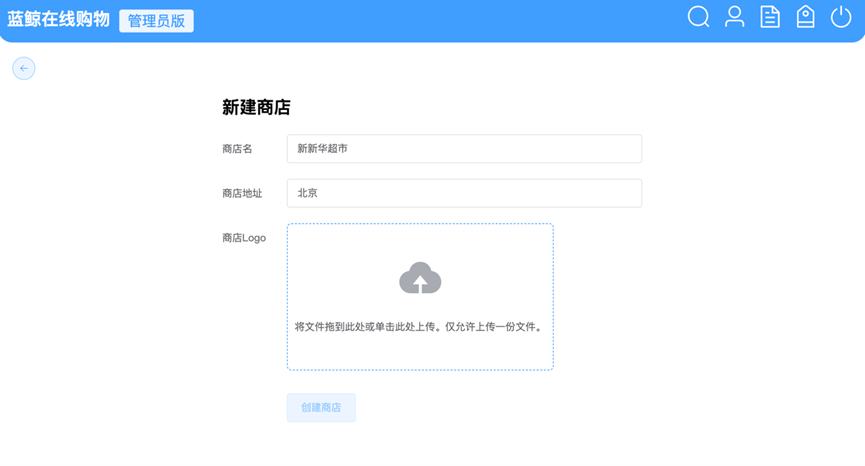 蓝鲸在线购物 管理员版
新建商店
商店名 新新华超市
商店地址 北京
商店Logo
将文件拖到此处或单击此处上传。仅允许上传一份文件。
创建商店